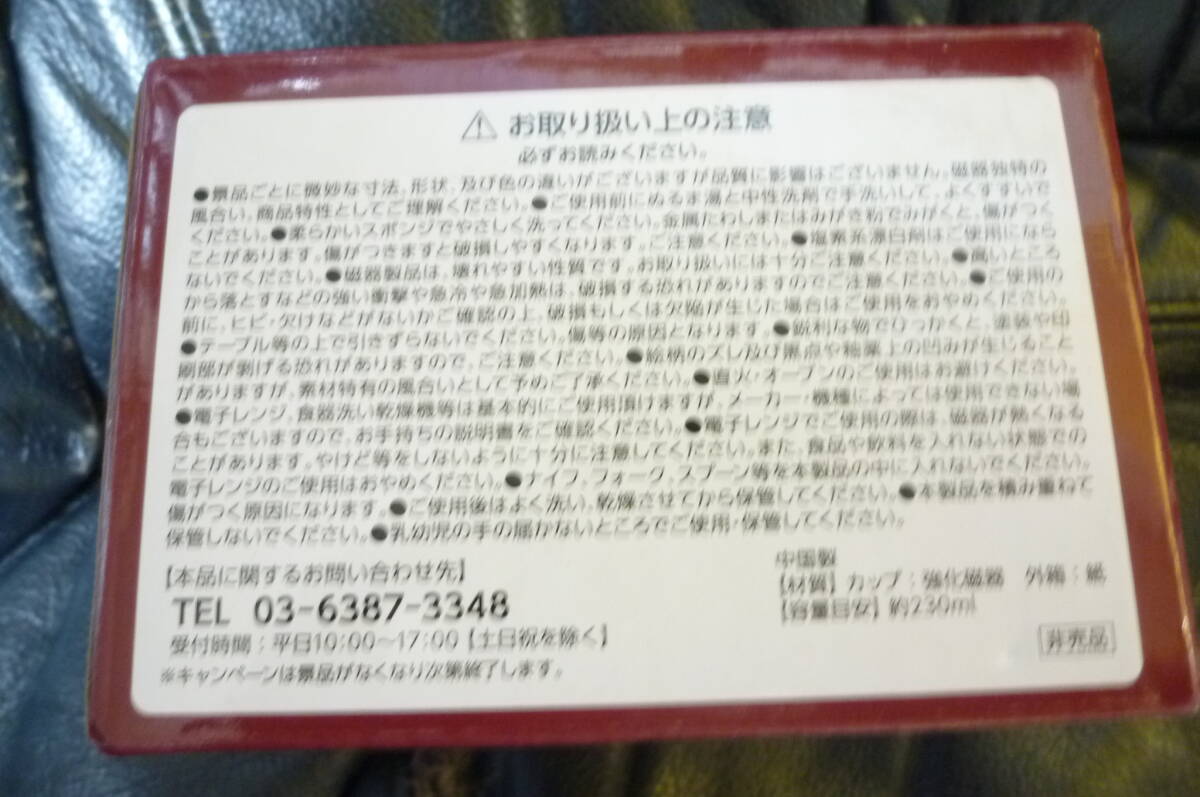 ⚠ お取り扱い上の注意
必ずお読みください。
●景品ごとに微妙な寸法、形状、及び色の違いがございますが品質に影響はございません。磁器独特の
風合い、商品特性としてご理解ください。●ご使用前にぬるま湯と中性洗剤で手洗いして、よくすすいで
ください。●柔らかいスポンジでやさしく洗ってください。金属たわしまたはみがき粉でみがくと、傷がつく
ことがあります。傷がつきますと破損しやすくなります。ご注意ください。●塩素系漂白剤はご使用になら
ないでください。●磁器製品は、壊れやすい性質です。お取り扱いには十分ご注意ください。●高いところ
から落とすなどの強い衝撃や急冷や急加熱は、破損する恐れがありますのでご注意ください。●ご使用の
前に、ヒビ・欠けなどがないかご確認の上、破損もしくは欠陥が生じた場合はご使用をおやめください。
●テーブル等の上で引きずらないでください。傷等の原因となります。●鋭利な物でひっかくと、塗装や印
刷部が剥げる恐れがありますので、ご注意ください。●絵柄のズレ及び黒点や釉薬上の凹みが生じること
がありますが、素材特有の風合いとして予めご了承ください。●直火・オーブンのご使用はお避けください。
●電子レンジ、食器洗い乾燥機等は基本的にご使用頂けますが、メーカー・機種によっては使用できない場
合もございますので、お手持ちの説明書をご確認ください。●電子レンジでご使用の際は、磁器が熱くなる
ことがあります。やけど等をしないように十分に注意してください。また、食品や飲料を入れない状態での
電子レンジのご使用はおやめください。●ナイフ、フォーク、スプーン等を本製品の中に入れないでください。
傷がつく原因になります。●ご使用後はよく洗い、乾燥させてから保管してください。●本製品を積み重ねて
保管しないでください。●乳幼児の手の届かないところでご使用・保管してください。
【本品に関するお問い合わせ先】
TEL 03-6387-3348
受付時間：平日10:00~17:00【土日祝を除く】
※キャンペーンは景品がなくなり次第終了します。
中国製
【材質】カップ：強化磁器 外箱：紙
【容量目安】約230ml
非売品